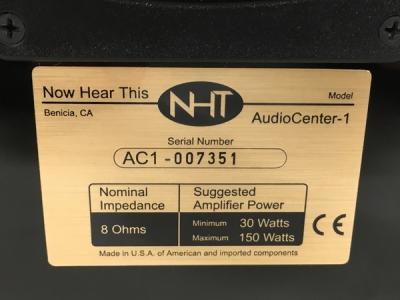 Now Hear This
Benicia, CA
NHT
Model
AudioCenter-1
Serial Number
AC1-007351
Nominal Impedance
8 Ohms
Suggested Amplifier Power
Minimum 30 Watts
Maximum 150 Watts
CE
Made in U.S.A. of American and imported components